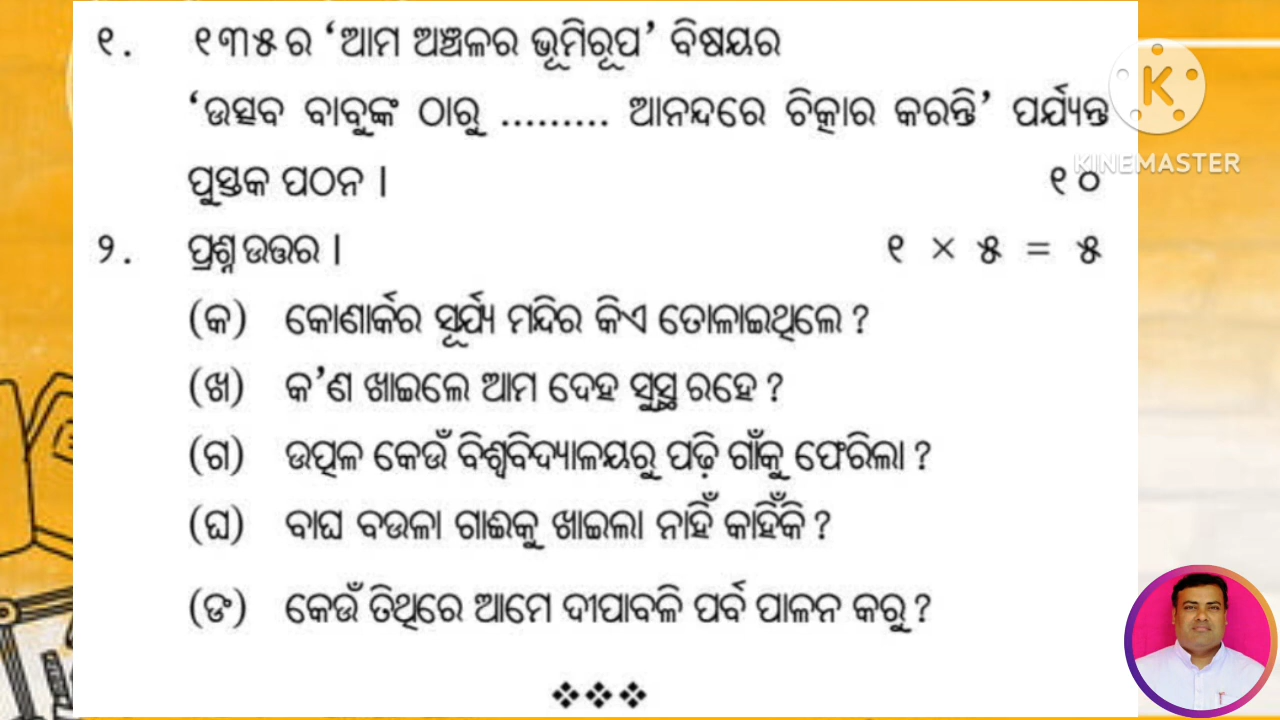 ୧. ୧୩୫ ର ‘ଆମ ଅଞ୍ଚଳର ଭୂମିରୂପ’ ବିଷୟର
‘ଉତ୍ସବ ବାବୁଙ୍କ ଠାରୁ ......... ଆନନ୍ଦରେ ଚିତ୍କାର କରନ୍ତି’ ପର୍ଯ୍ୟନ୍ତ
ପୁସ୍ତକ ପଠନ । ୧୦
୨. ପ୍ରଶ୍ନ ଉତ୍ତର । ୧ × ୫ = ୫
(କ) କୋଣାର୍କର ସୂର୍ଯ୍ୟ ମନ୍ଦିର କିଏ ତୋଳାଇଥିଲେ ?
(ଖ) କ’ଣ ଖାଇଲେ ଆମ ଦେହ ସୁସ୍ଥ ରହେ ?
(ଗ) ଉତ୍ପଳ କେଉଁ ବିଶ୍ୱବିଦ୍ୟାଳୟରୁ ପଢ଼ି ଗାଁକୁ ଫେରିଲା ?
(ଘ) ବାଘ ବଉଳା ଗାଈକୁ ଖାଇଲା ନାହିଁ କାହିଁକି ?
(ଙ) କେଉଁ ତିଥିରେ ଆମେ ଦୀପାବଳି ପର୍ବ ପାଳନ କରୁ ?
K
KINEMASTER